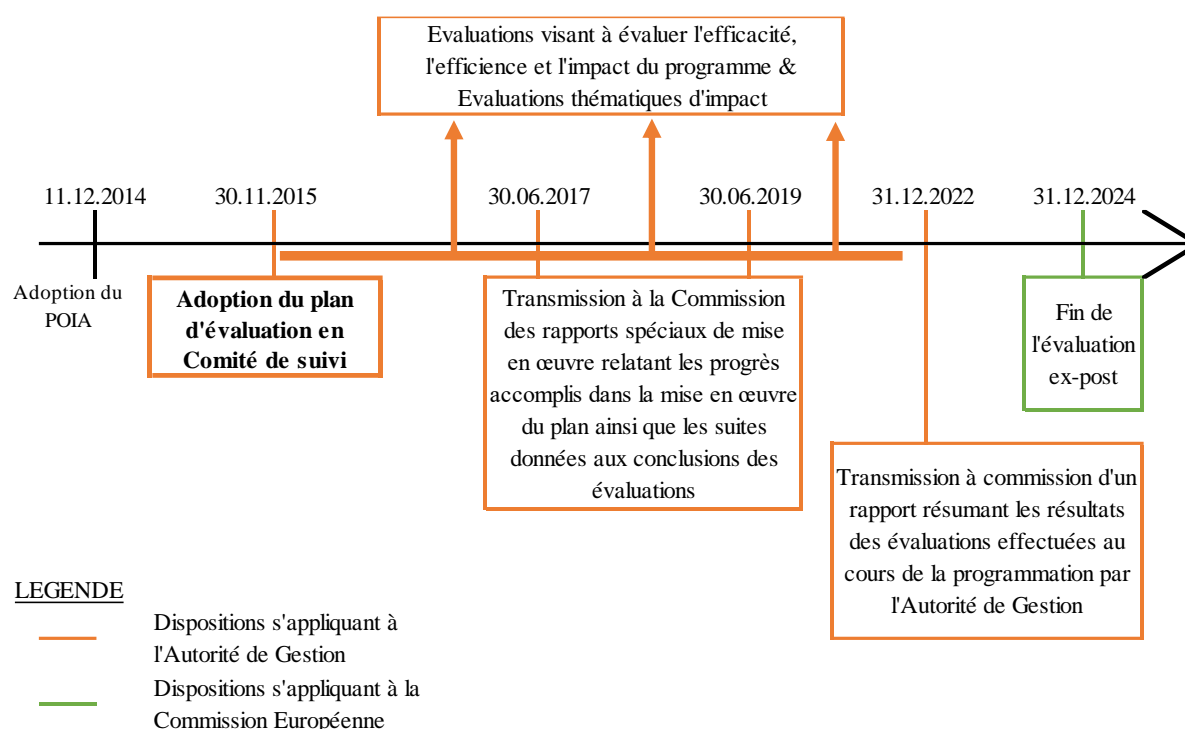 Evaluations visant à évaluer l'efficacité,
l'efficience et l'impact du programme &
Evaluations thématiques d'impact
11.12.2014
30.11.2015
30.06.2017
30.06.2019
31.12.2022
31.12.2024
Adoption du
POIA
Adoption du plan
d'évaluation en
Comité de suivi
Transmission à la Commission
des rapports spéciaux de mise
en œuvre relatant les progrès
accomplis dans la mise en œuvre
du plan ainsi que les suites
données aux conclusions des
évaluations
Fin de
l'évaluation
ex-post
Transmission à commission d'un
rapport résumant les résultats
des évaluations effectuées au
cours de la programmation par
l'Autorité de Gestion
LEGENDE
Dispositions s'appliquant à
l'Autorité de Gestion
Dispositions s'appliquant à la
Commission Européenne